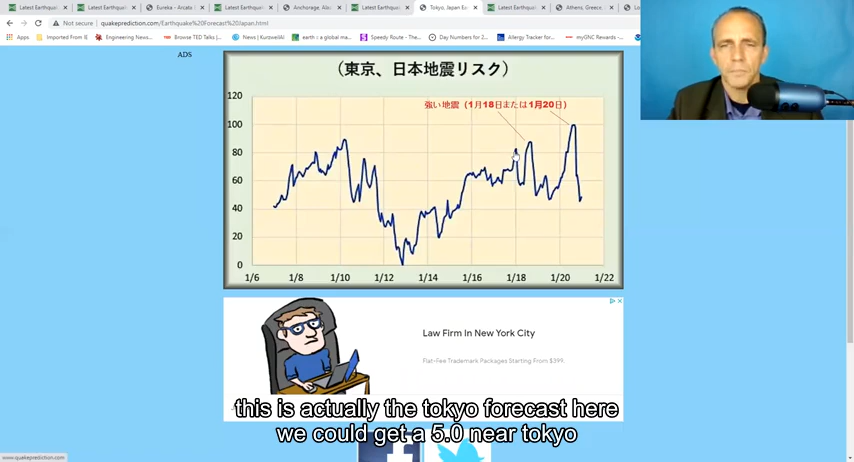 Latest Earthquak
Latest Earthquak
Eureka - Arcata
Latest Earthquak
Anchorage, Alas
Latest Earthquak
Tokyo, Japan Ea
Latest Earthquak
Athens, Greece,
Not secure
quakeprediction.com/Earthquake%20Forecast%20Japan.html
Apps
Imported From IE
Engineering News...
Browse TED Talks |...
News | KurzweilAI
earth :: a global ma...
Speedy Route - The...
Day Numbers for 2...
Allergy Tracker for...
myGNC Rewards -
ADS
(東京、日本地震リスク)
強い地震（1月18日または1月20日）
120
100
80
60
40
20
0
1/6
1/8
1/10
1/12
1/14
1/16
1/18
1/20
1/22
Law Firm In New York City
Flat-Fee Trademark Packages Starting From $399.
this is actually the tokyo forecast here
we could get a 5.0 near tokyo
www.quakeprediction.com